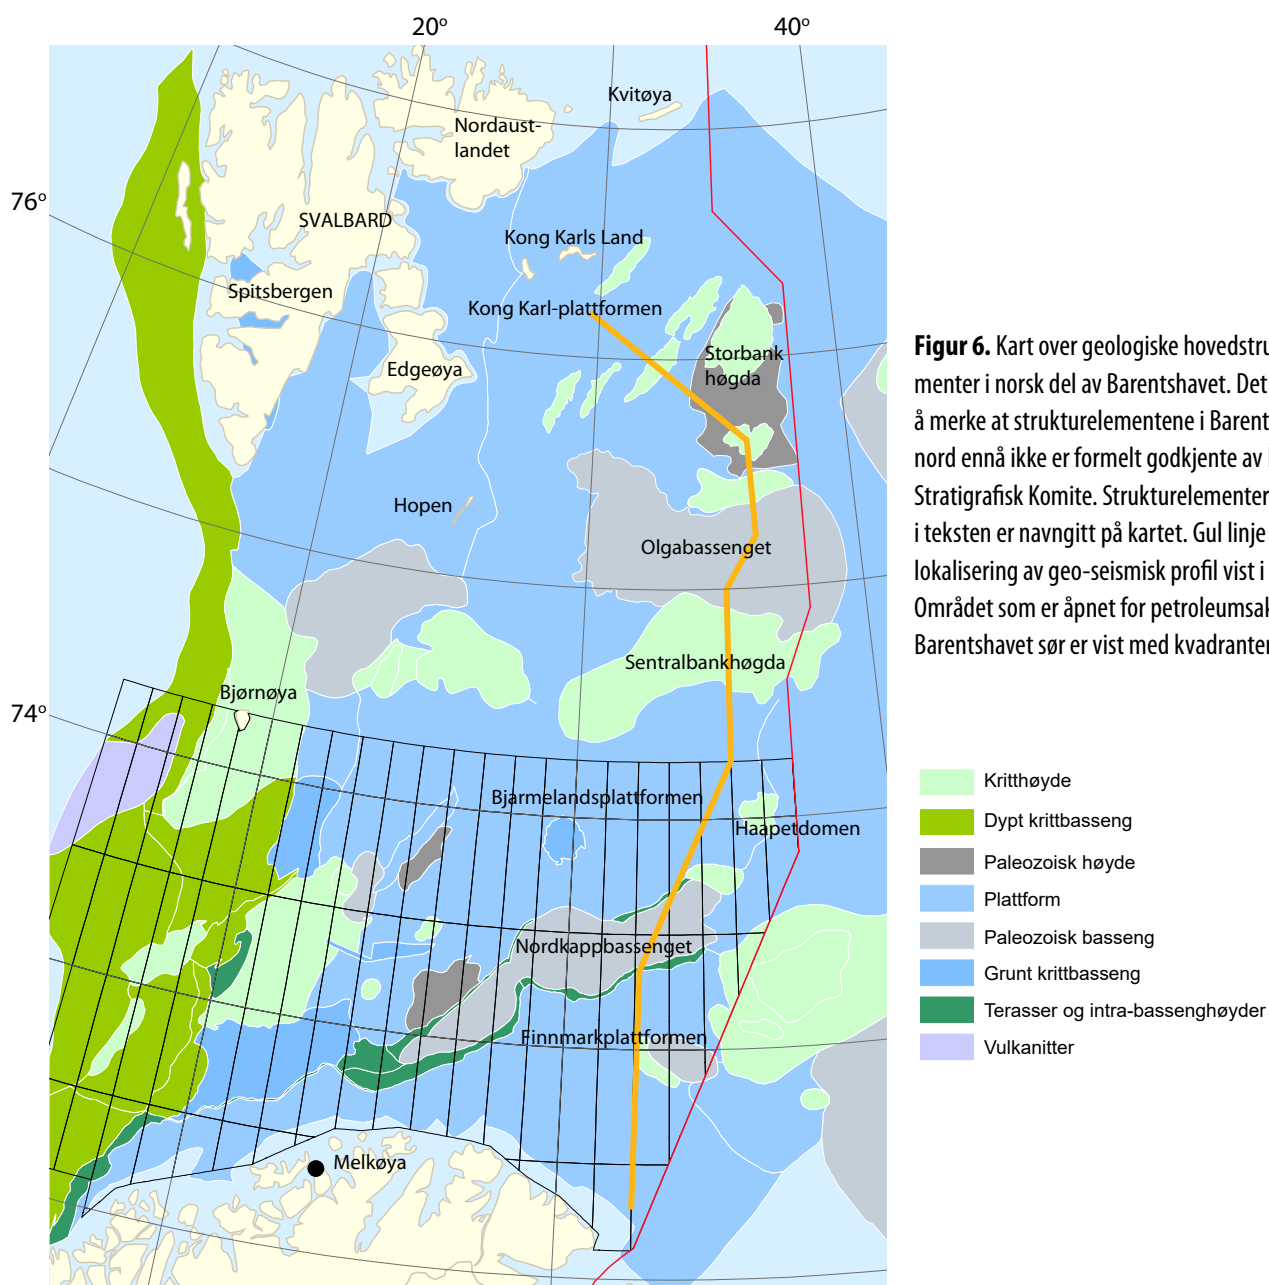 20°
40°
Kvitøya
Nordaust-
landet
76°
SVALBARD
Kong Karls Land
Spitsbergen
Kong Karl-plattformen
Storbank
høgda
Edgeøya
Hopen
Olgabassenget
Sentralbankhøgda
Bjørnøya
74°
Bjarmelandsplattformen
Haapetdomen
Nordkappbassenget
Finnmarkplattformen
Melkøya
Figur 6. Kart over geologiske hovedstru
menter i norsk del av Barentshavet. Det
å merke at strukturelementene i Barent
nord ennå ikke er formelt godkjente av
Stratigrafisk Komite. Strukturelementer
i teksten er navngitt på kartet. Gul linje
lokalisering av geo-seismisk profil vist i
Området som er åpnet for petroleumsak
Barentshavet sør er vist med kvadranter
Kritthøyde
Dypt krittbasseng
Paleozoisk høyde
Plattform
Paleozoisk basseng
Grunt krittbasseng
Terasser og intra-bassenghøyder
Vulkanitter